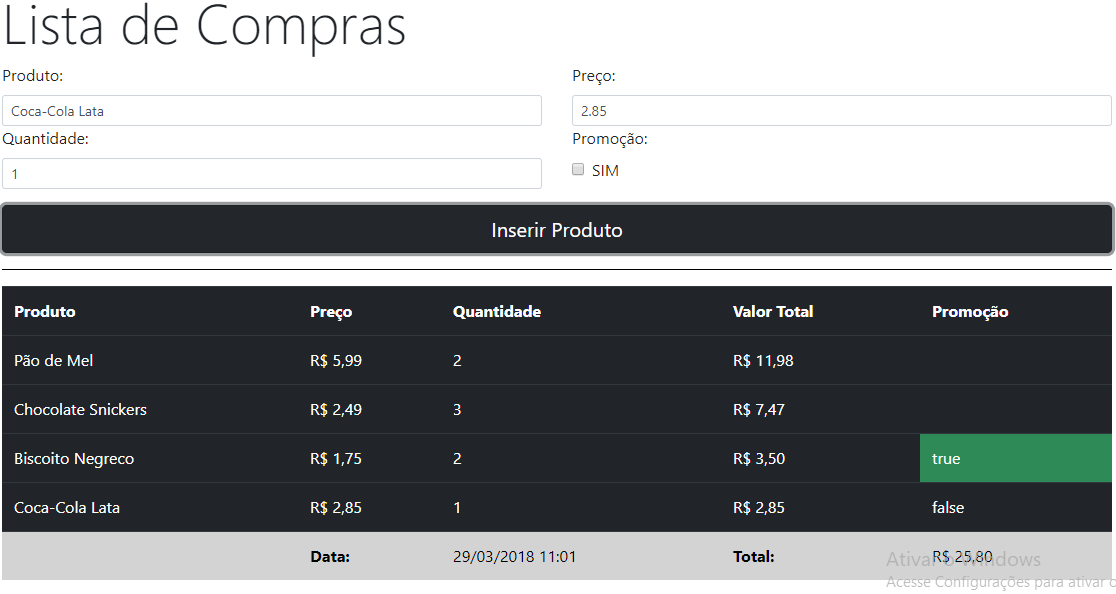 Lista de Compras
Produto: Preço:
Coca-Cola Lata 2.85
Quantidade: Promoção:
1 SIM
Inserir Produto
Produto Preço Quantidade Valor Total Promoção
Pão de Mel R$ 5,99 2 R$ 11,98
Chocolate Snickers R$ 2,49 3 R$ 7,47
Biscoito Negreco R$ 1,75 2 R$ 3,50 true
Coca-Cola Lata R$ 2,85 1 R$ 2,85 false
Data: 29/03/2018 11:01 Total: R$ 25,80
Ativar o Windows
Acesse Configurações para ativar